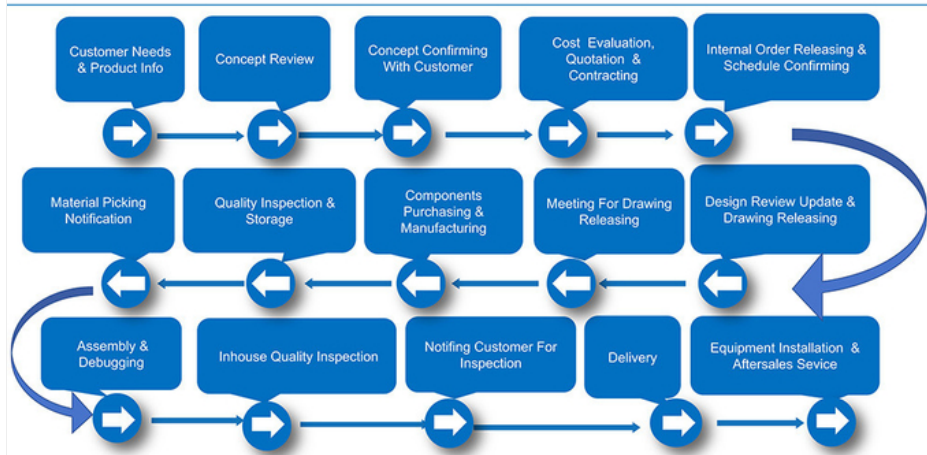 Customer Needs
& Product Info
Concept Review
Concept Confirming
With Customer
Cost Evaluation,
Quotation &
Contracting
Internal Order Releasing &
Schedule Confirming
Design Review Update &
Drawing Releasing
Meeting For Drawing
Releasing
Components
Purchasing &
Manufacturing
Quality Inspection &
Storage
Material Picking
Notification
Assembly &
Debugging
Inhouse Quality Inspection
Notifing Customer For
Inspection
Delivery
Equipment Installation &
Aftersales Sevice